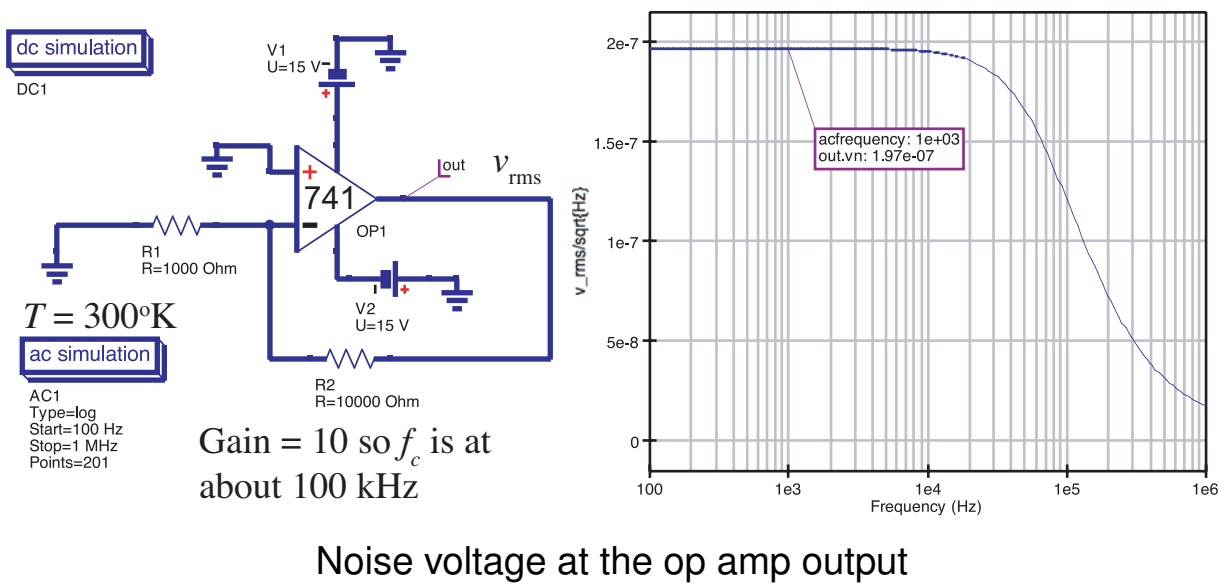 dc simulation
DC1
V1
U=15 V
-
+
+
741
-
OP1
out
v_rms
R1
R=1000 Ohm
-
+
V2
U=15 V
T = 300°K
ac simulation
AC1
Type=log
Start=100 Hz
Stop=1 MHz
Points=201
R2
R=10000 Ohm
Gain = 10 so f_c is at
about 100 kHz
v_rms/sqrt{Hz}
2e-7
1.5e-7
1e-7
5e-8
0
acfrequency: 1e+03
out.vn: 1.97e-07
100
1e3
1e4
1e5
1e6
Frequency (Hz)
Noise voltage at the op amp output